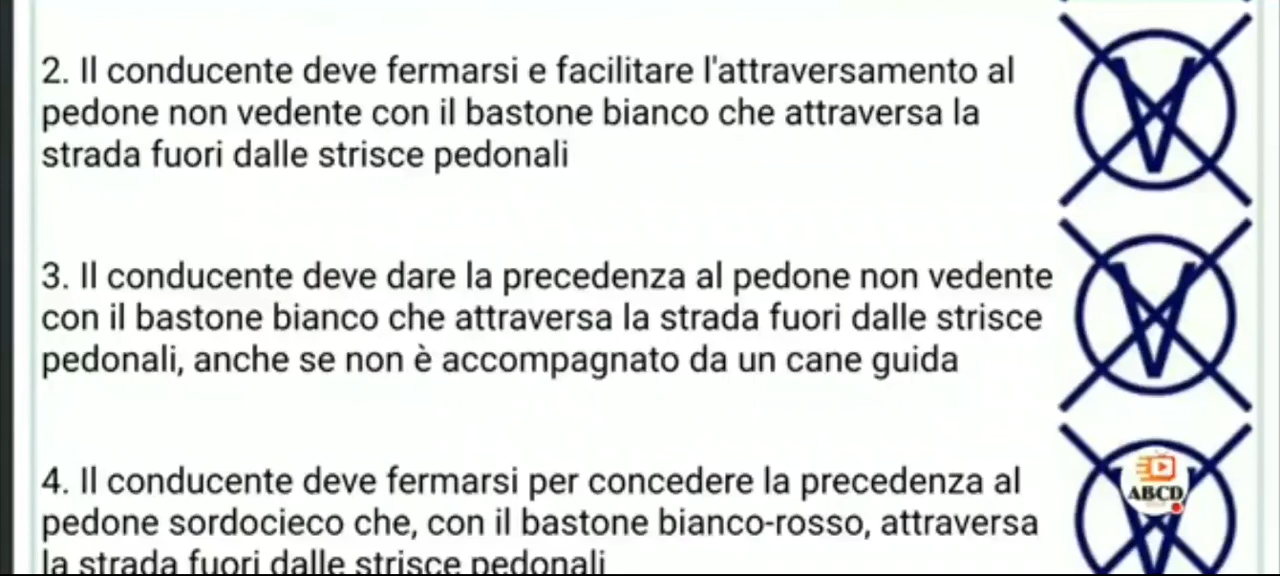 2. Il conducente deve fermarsi e facilitare l'attraversamento al
pedone non vedente con il bastone bianco che attraversa la
strada fuori dalle strisce pedonali
V
3. Il conducente deve dare la precedenza al pedone non vedente
con il bastone bianco che attraversa la strada fuori dalle strisce
pedonali, anche se non è accompagnato da un cane guida
V
4. Il conducente deve fermarsi per concedere la precedenza al
pedone sordocieco che, con il bastone bianco-rosso, attraversa
la strada fuori dalle strisce pedonali
V
ABCD